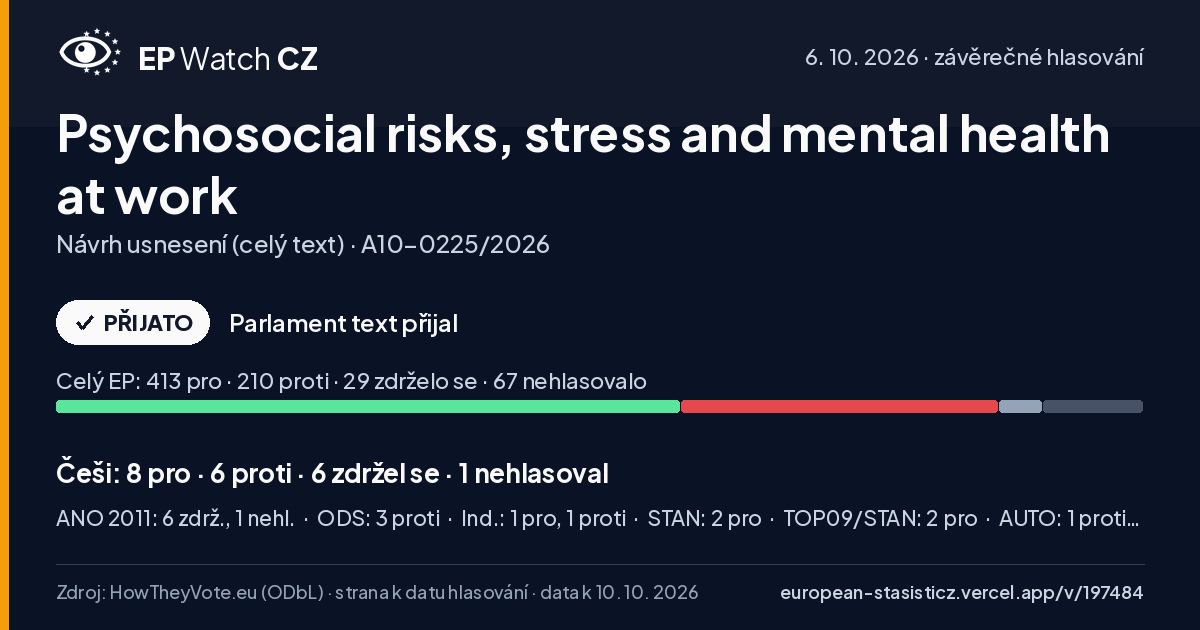 EP Watch CZ
6. 10. 2026 · závěrečné hlasování
Psychosocial risks, stress and mental health
at work
Návrh usnesení (celý text) · A10–0225/2026
✓ PŘIJATO
Parlament text přijal
Celý EP: 413 pro · 210 proti · 29 zdrželo se · 67 nehlasovalo
Češi: 8 pro · 6 proti · 6 zdržel se · 1 nehlasoval
ANO 2011: 6 zdrž., 1 nehl. · ODS: 3 proti · Ind.: 1 pro, 1 proti · STAN: 2 pro · TOP09/STAN: 2 pro · AUTO: 1 proti…
Zdroj: HowTheyVote.eu (ODbL) · strana k datu hlasování · data k 10. 10. 2026
european-stasisticz.vercel.app/v/197484